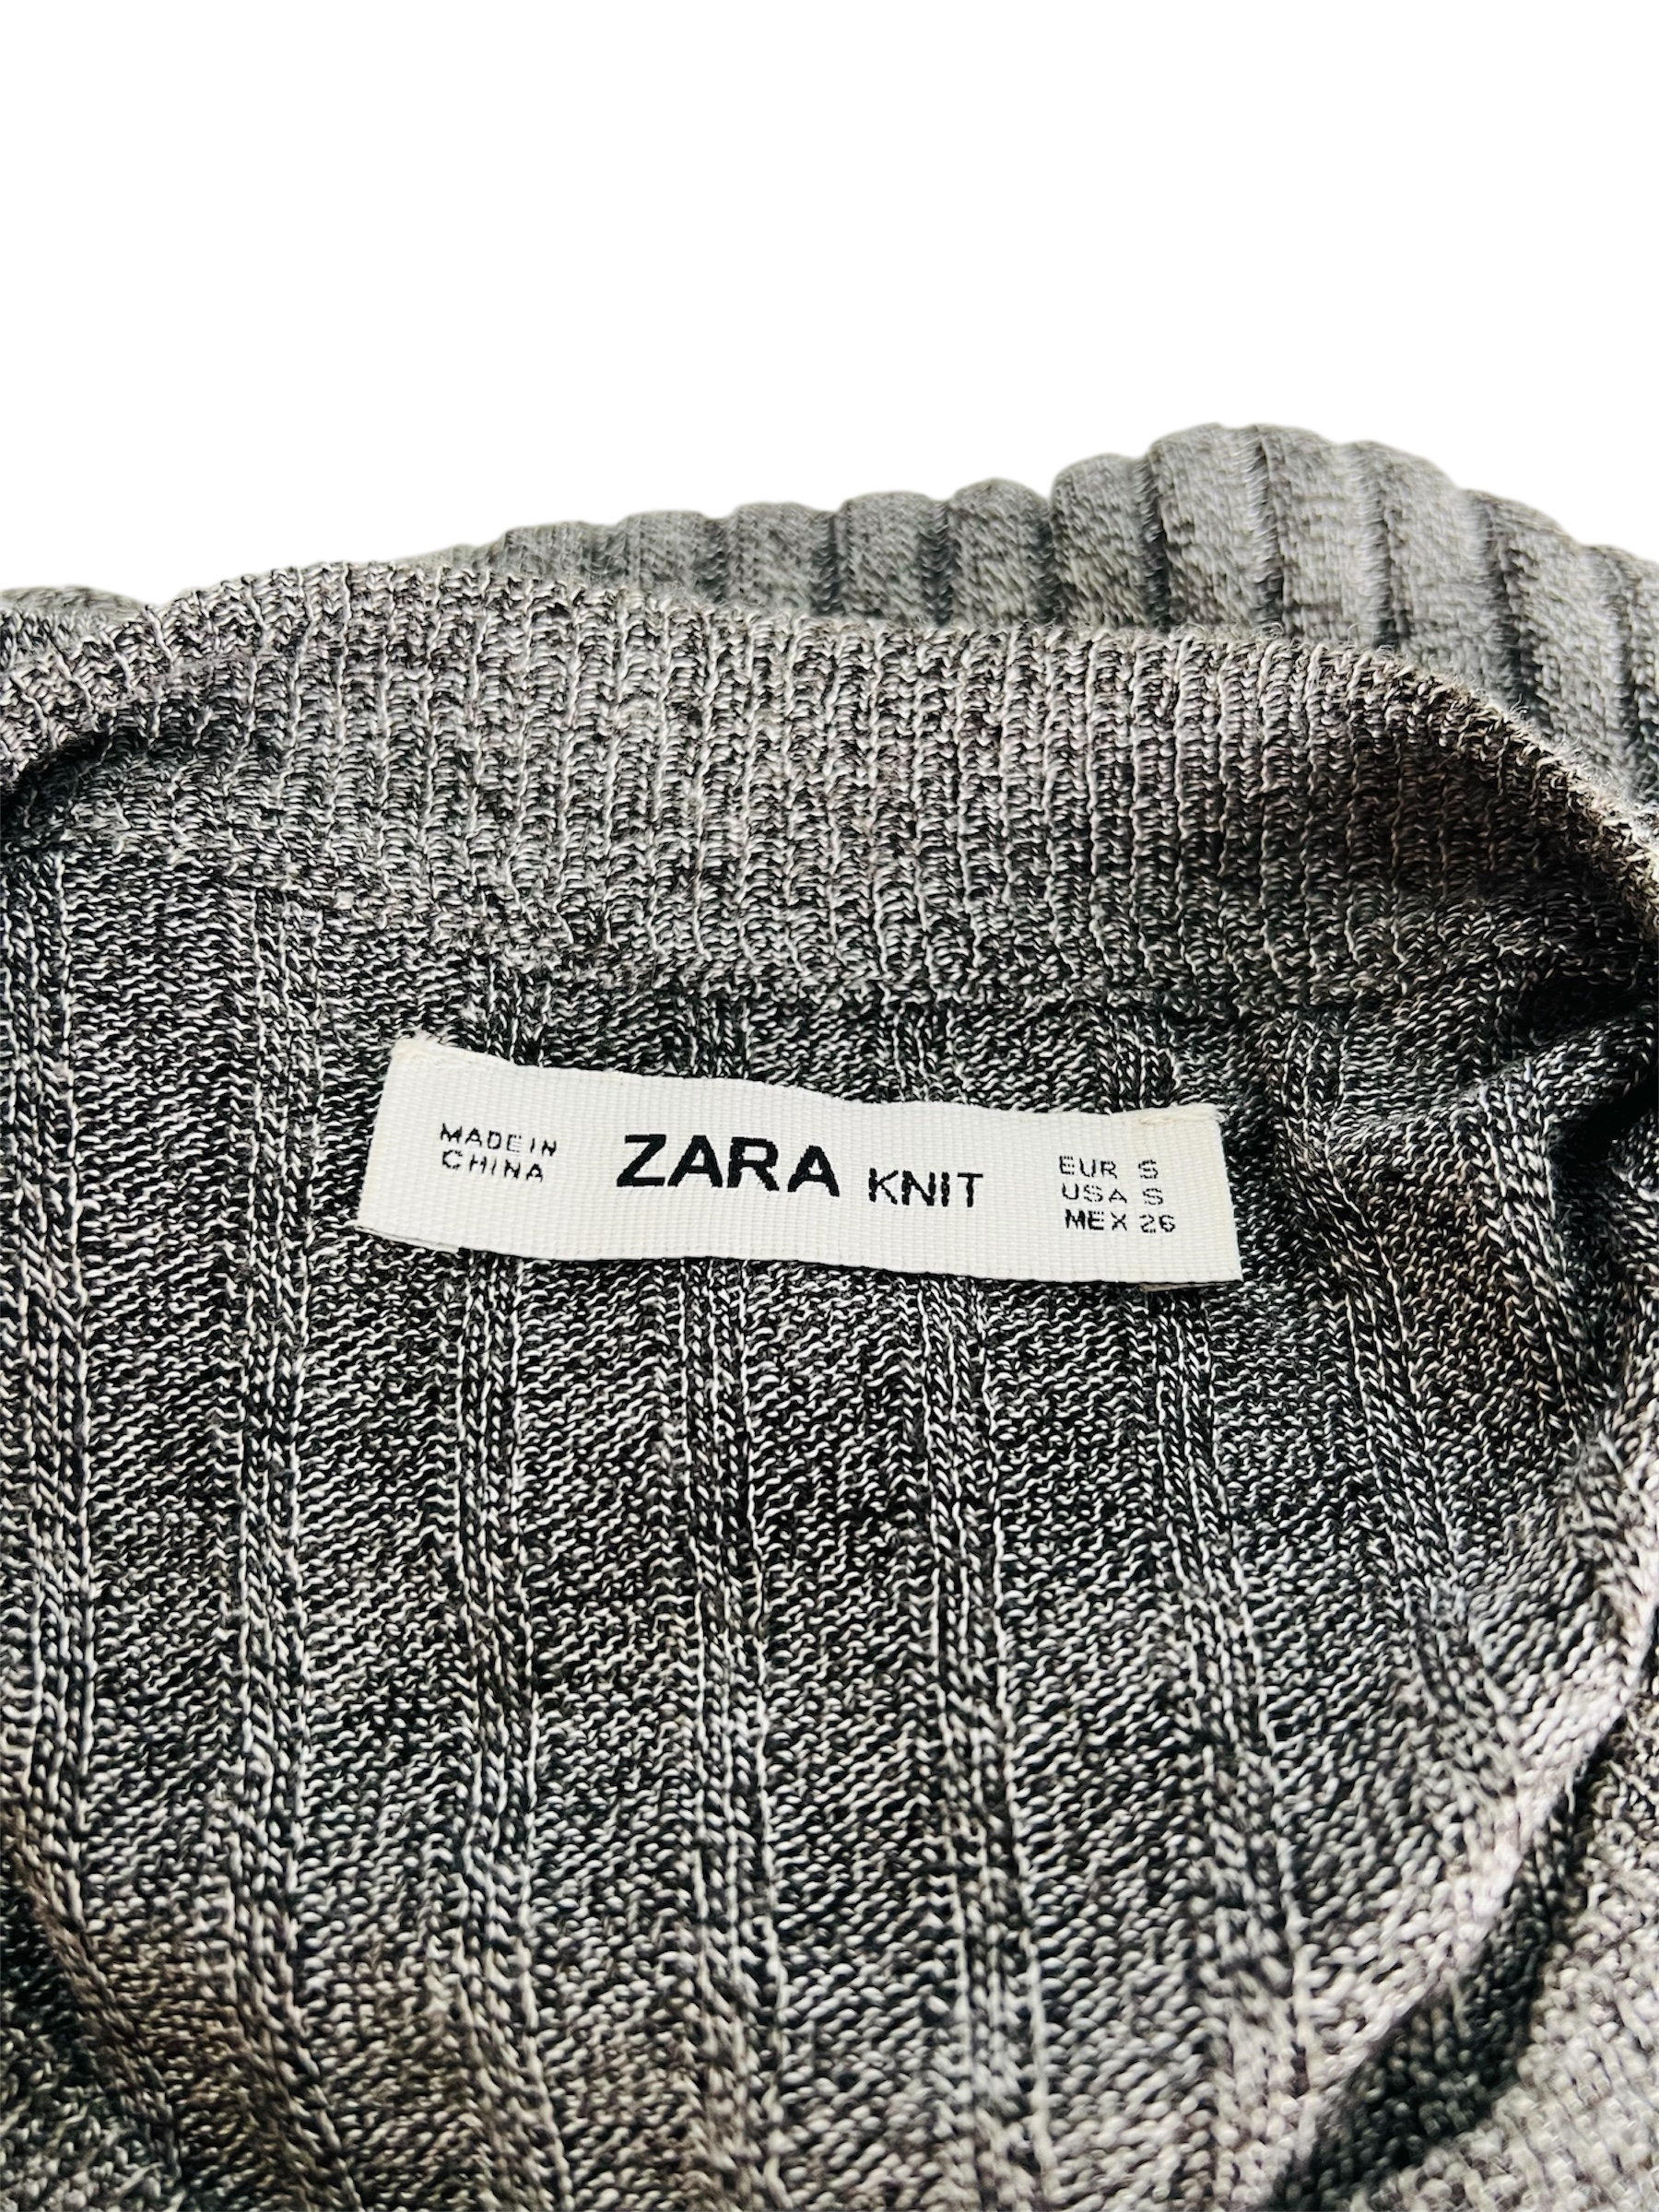 MADE IN
CHINA
ZARA KNIT
EUR S
USA S
MEX 26